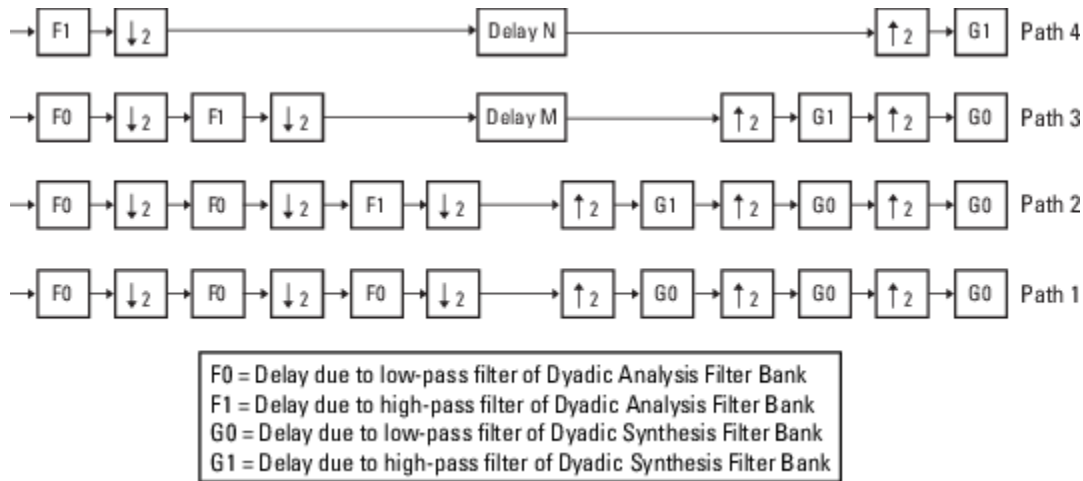 F1 ↓2 Delay N ↑2 G1 Path 4
F0 ↓2 F1 ↓2 Delay M ↑2 G1 ↑2 G0 Path 3
F0 ↓2 F0 ↓2 F1 ↓2 ↑2 G1 ↑2 G0 ↑2 G0 Path 2
F0 ↓2 F0 ↓2 F0 ↓2 ↑2 G0 ↑2 G0 ↑2 G0 Path 1
F0 = Delay due to low-pass filter of Dyadic Analysis Filter Bank
F1 = Delay due to high-pass filter of Dyadic Analysis Filter Bank
G0 = Delay due to low-pass filter of Dyadic Synthesis Filter Bank
G1 = Delay due to high-pass filter of Dyadic Synthesis Filter Bank